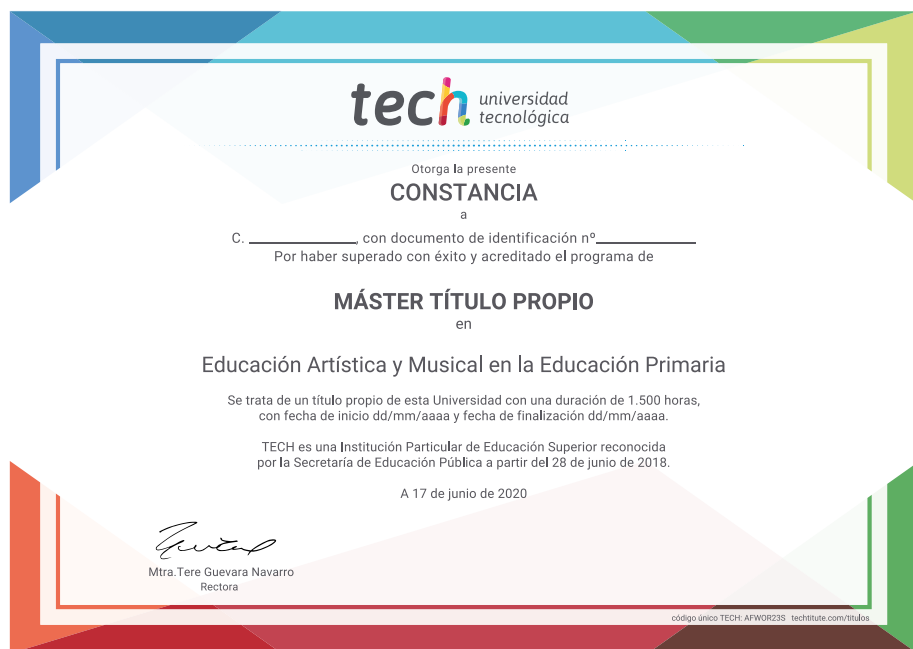 tech universidad
tecnológica
Otorga la presente
CONSTANCIA
a
C. ____________, con documento de identificación nº____________
Por haber superado con éxito y acreditado el programa de
MÁSTER TÍTULO PROPIO
en
Educación Artística y Musical en la Educación Primaria
Se trata de un título propio de esta Universidad con una duración de 1.500 horas,
con fecha de inicio dd/mm/aaaa y fecha de finalización dd/mm/aaaa.
TECH es una Institución Particular de Educación Superior reconocida
por la Secretaría de Educación Pública a partir del 28 de junio de 2018.
A 17 de junio de 2020
Mtra.Tere Guevara Navarro
Rectora
código único TECH: AFWOR23S techtitute.com/titulos